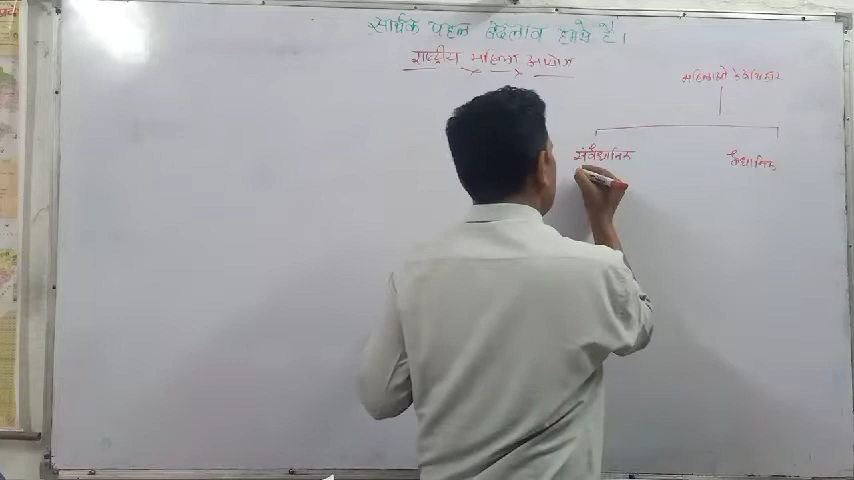 सार्थक पहल बदलाव हमसे है।
राष्ट्रीय महिला आयोग
महिलाओं के अधिकार
संवैधानिक
वैधानिक